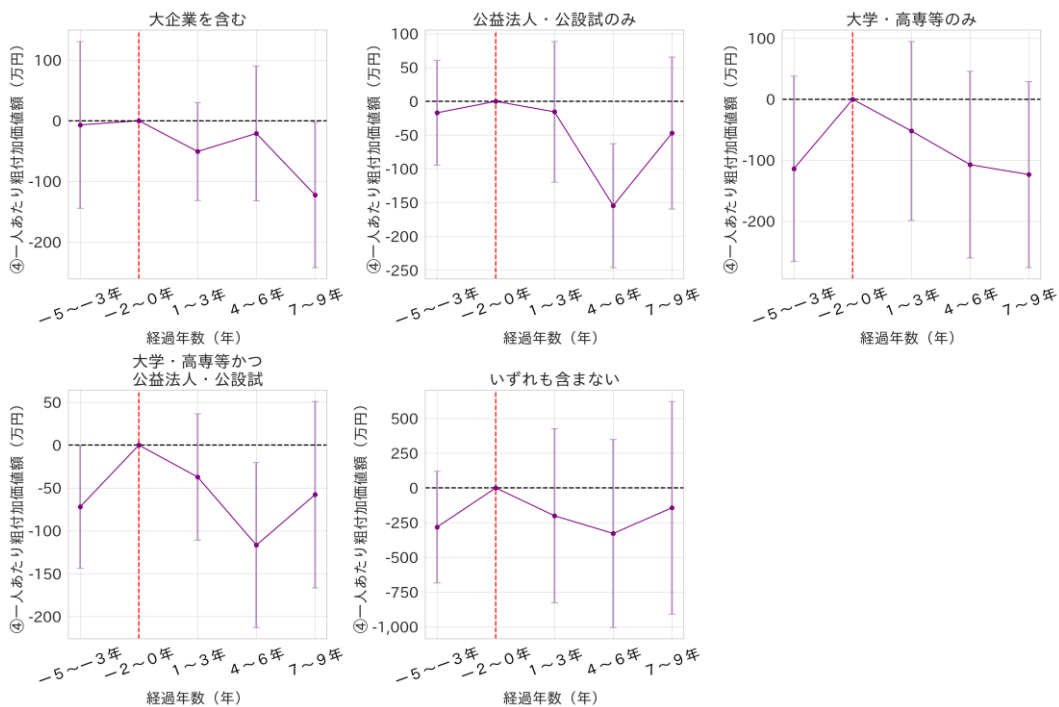 大企業を含む
④一人あたり粗付加価値額（万円）
100
0
-100
-200
－5～－3年
－2～0年
1～3年
4～6年
7～9年
経過年数（年）
公益法人・公設試のみ
④一人あたり粗付加価値額（万円）
100
50
0
-50
-100
-150
-200
-250
－5～－3年
－2～0年
1～3年
4～6年
7～9年
経過年数（年）
大学・高専等のみ
④一人あたり粗付加価値額（万円）
100
0
-100
-200
－5～－3年
－2～0年
1～3年
4～6年
7～9年
経過年数（年）
大学・高専等かつ
公益法人・公設試
④一人あたり粗付加価値額（万円）
50
0
-50
-100
-150
-200
－5～－3年
－2～0年
1～3年
4～6年
7～9年
経過年数（年）
いずれも含まない
④一人あたり粗付加価値額（万円）
500
250
0
-250
-500
-750
-1,000
－5～－3年
－2～0年
1～3年
4～6年
7～9年
経過年数（年）